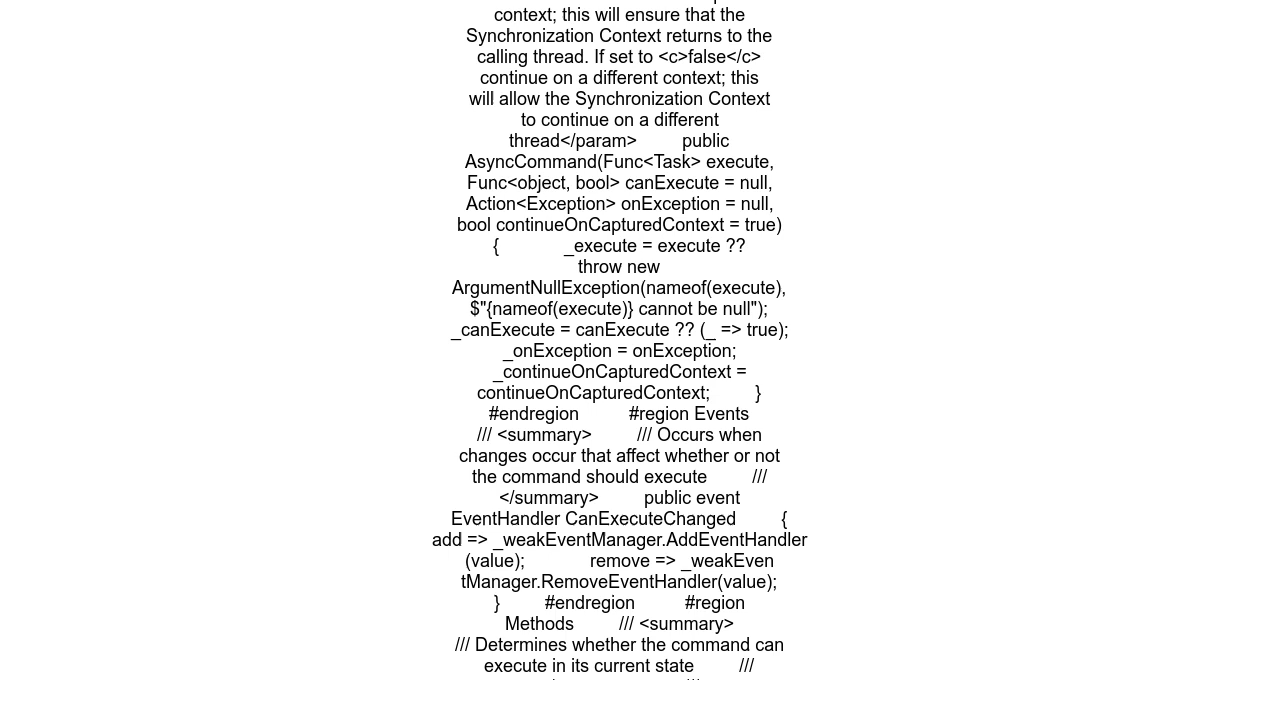 context; this will ensure that the
Synchronization Context returns to the
calling thread. If set to <c>false</c>
continue on a different context; this
will allow the Synchronization Context
to continue on a different
thread</param>         public
AsyncCommand(Func<Task> execute,
Func<object, bool> canExecute = null,
Action<Exception> onException = null,
bool continueOnCapturedContext = true)
{             _execute = execute ??
throw new
ArgumentNullException(nameof(execute),
$"{nameof(execute)} cannot be null");
_canExecute = canExecute ?? (_ => true);
_onException = onException;
_continueOnCapturedContext =
continueOnCapturedContext;         }
#endregion          #region Events
/// <summary>         /// Occurs when
changes occur that affect whether or not
the command should execute         ///
</summary>         public event
EventHandler CanExecuteChanged         {
add => _weakEventManager.AddEventHandler
(value);             remove => _weakEven
tManager.RemoveEventHandler(value);
}         #endregion          #region
Methods         /// <summary>
/// Determines whether the command can
execute in its current state         ///